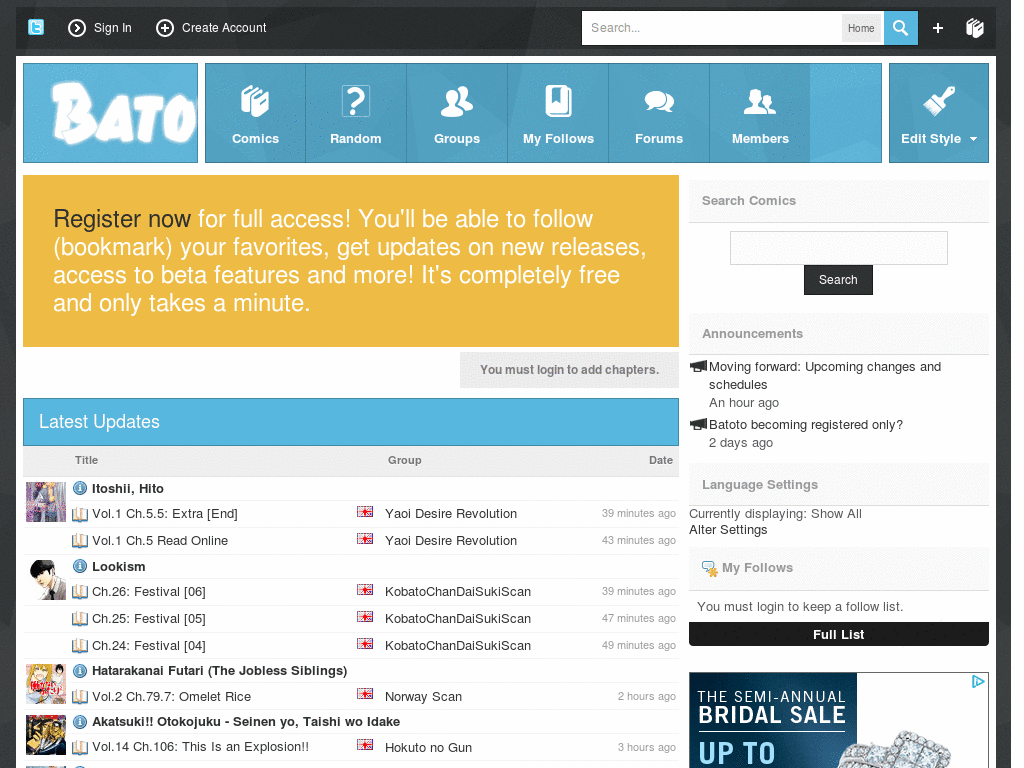 Sign In
Create Account
Search...
Home
BATO
Comics
Random
Groups
My Follows
Forums
Members
Edit Style
Register now for full access! You'll be able to follow
(bookmark) your favorites, get updates on new releases,
access to beta features and more! It's completely free
and only takes a minute.
You must login to add chapters.
Latest Updates
Title Group Date
Itoshii, Hito
Vol.1 Ch.5.5: Extra [End] Yaoi Desire Revolution 39 minutes ago
Vol.1 Ch.5 Read Online Yaoi Desire Revolution 43 minutes ago
Lookism
Ch.26: Festival [06] KobatoChanDaiSukiScan 39 minutes ago
Ch.25: Festival [05] KobatoChanDaiSukiScan 47 minutes ago
Ch.24: Festival [04] KobatoChanDaiSukiScan 49 minutes ago
Hatarakanai Futari (The Jobless Siblings)
Vol.2 Ch.79.7: Omelet Rice Norway Scan 2 hours ago
Akatsuki!! Otokojuku - Seinen yo, Taishi wo Idake
Vol.14 Ch.106: This Is an Explosion!! Hokuto no Gun 3 hours ago
Search Comics
Search
Announcements
Moving forward: Upcoming changes and
schedules
An hour ago
Batoto becoming registered only?
2 days ago
Language Settings
Currently displaying: Show All
Alter Settings
My Follows
You must login to keep a follow list.
Full List
THE SEMI-ANNUAL
BRIDAL SALE
UP TO